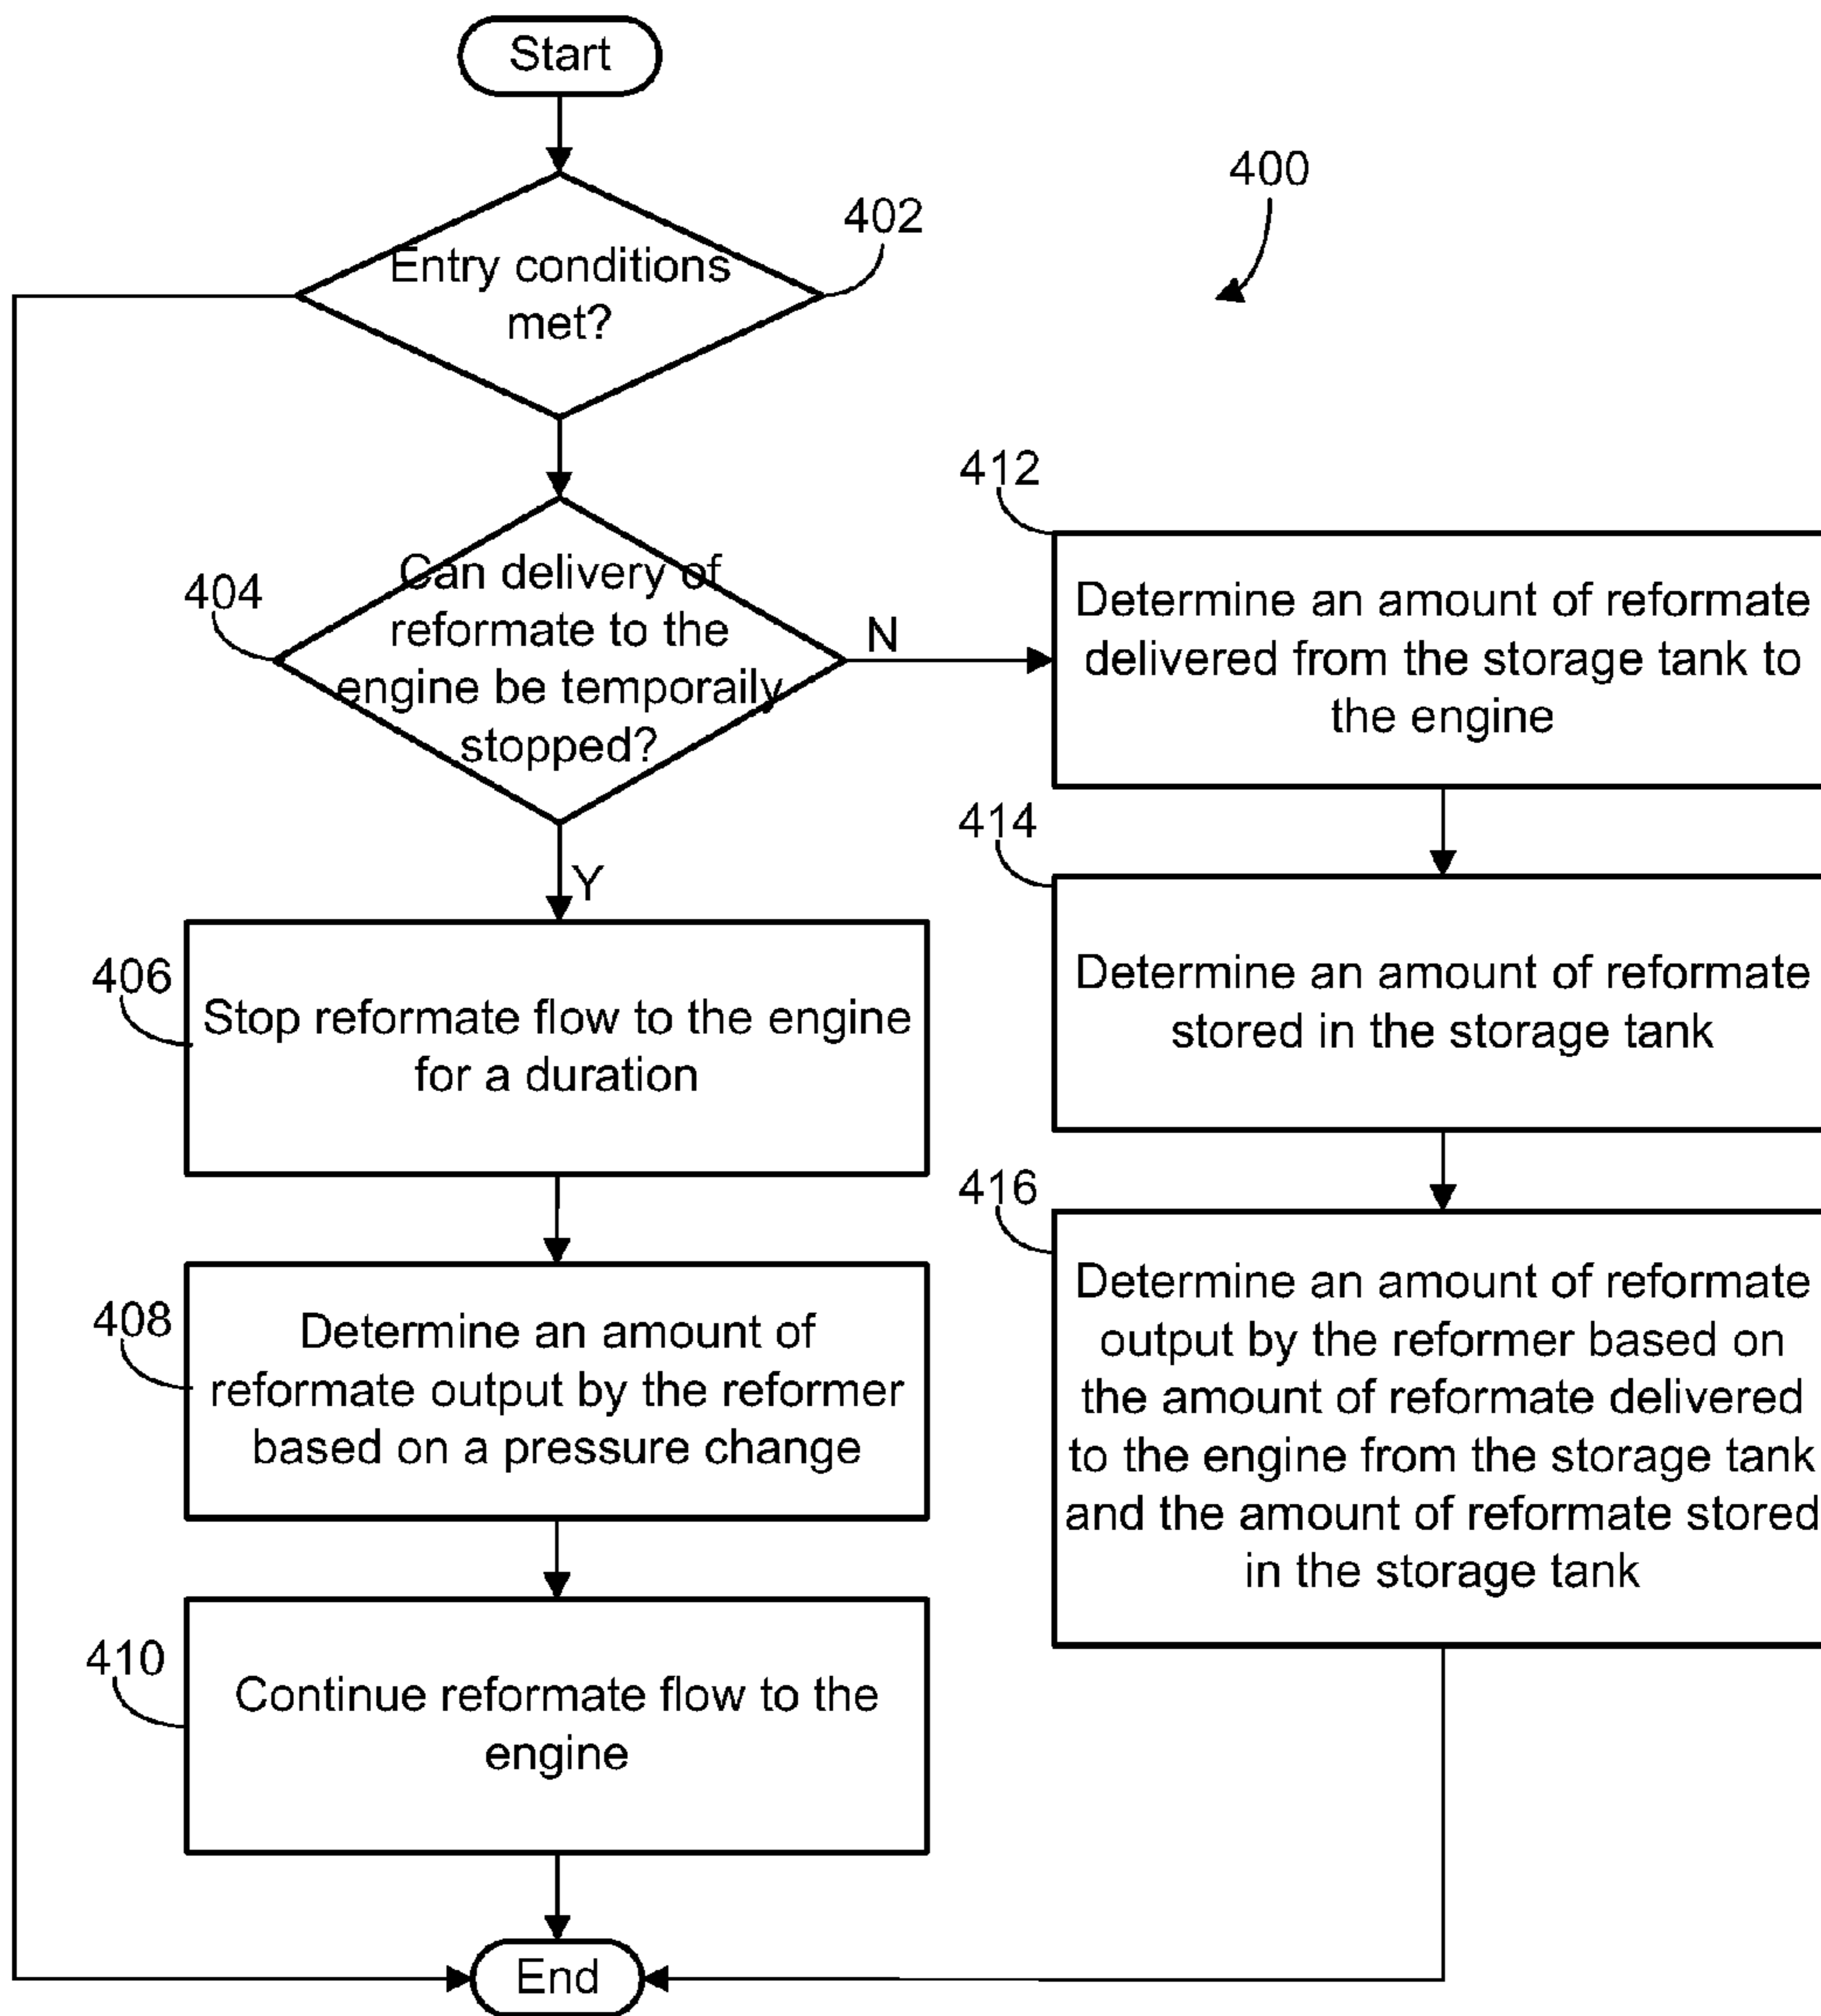 Start
400
402
Entry conditions
met?
404
Can delivery of
reformate to the
engine be temporaily
stopped?
N
Y
406
Stop reformate flow to the engine
for a duration
408
Determine an amount of
reformate output by the reformer
based on a pressure change
410
Continue reformate flow to the
engine
412
Determine an amount of reformate
delivered from the storage tank to
the engine
414
Determine an amount of reformate
stored in the storage tank
416
Determine an amount of reformate
output by the reformer based on
the amount of reformate delivered
to the engine from the storage tank
and the amount of reformate stored
in the storage tank
End